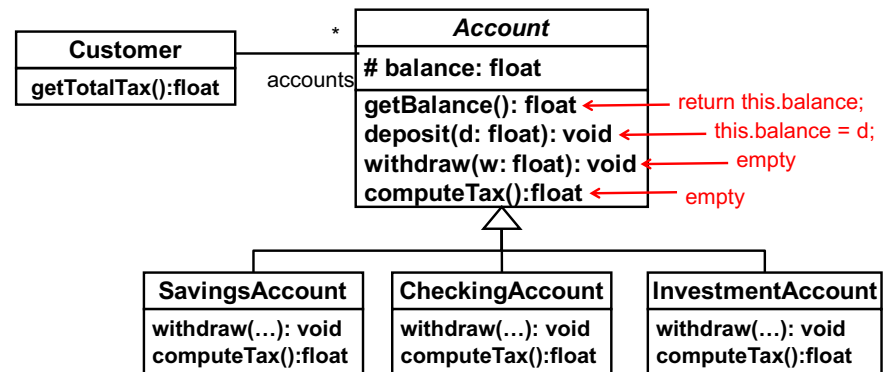 Customer
getTotalTax():float
*
accounts
Account
# balance: float
getBalance(): float
return this.balance;
deposit(d: float): void
this.balance = d;
withdraw(w: float): void
empty
computeTax():float
empty
SavingsAccount
withdraw(…): void
computeTax():float
CheckingAccount
withdraw(…): void
computeTax():float
InvestmentAccount
withdraw(…): void
computeTax():float